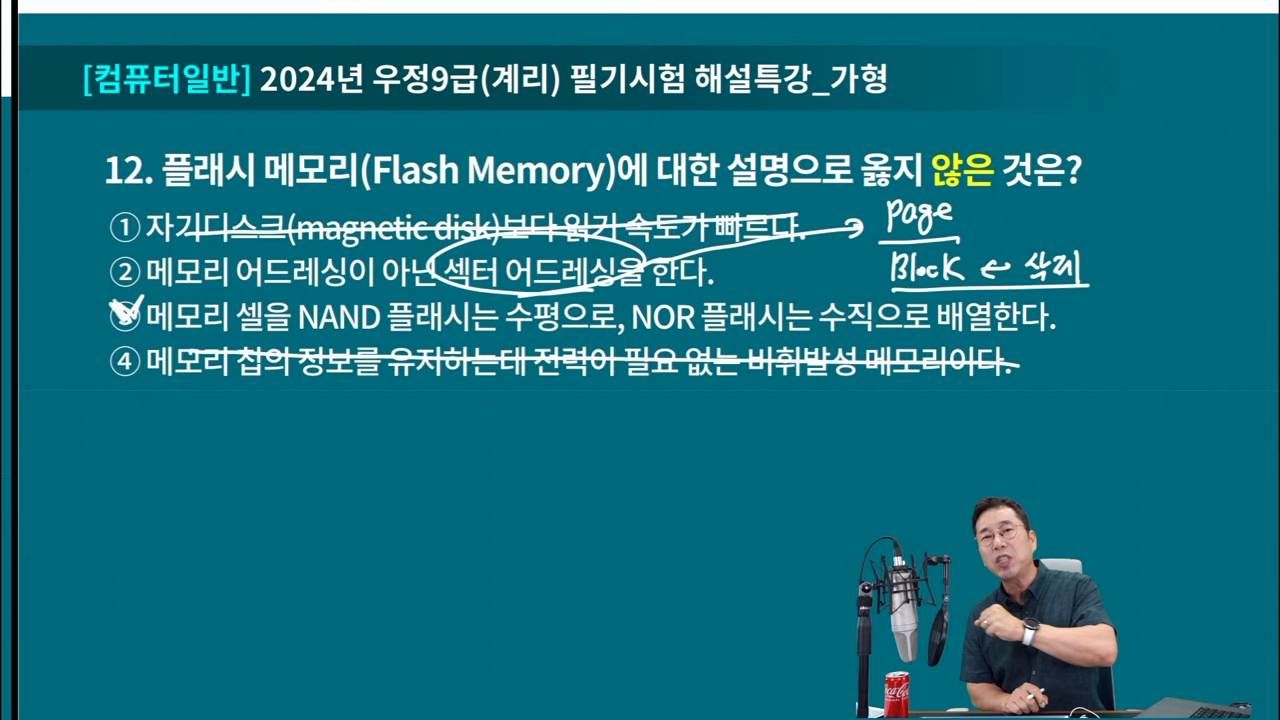 [컴퓨터일반] 2024년 우정9급(계리) 필기시험 해설특강_가형
12. 플래시 메모리(Flash Memory)에 대한 설명으로 옳지 않은 것은?
① 자기디스크(magnetic disk)보다 읽기 속도가 빠르다.
page
② 메모리 어드레싱이 아닌 섹터 어드레싱을 한다.
Block ← 삭제
③ 메모리 셀을 NAND 플래시는 수평으로, NOR 플래시는 수직으로 배열한다.
④ 메모리 칩의 정보를 유지하는데 전력이 필요 없는 비휘발성 메모리이다.
Coca-Cola